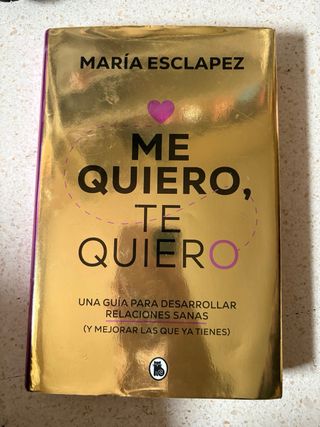 MARÍA ESCLAPEZ
ME
QUIERO,
TE
QUIERO
UNA GUÍA PARA DESARROLLAR
RELACIONES SANAS
(Y MEJORAR LAS QUE YA TIENES)
B